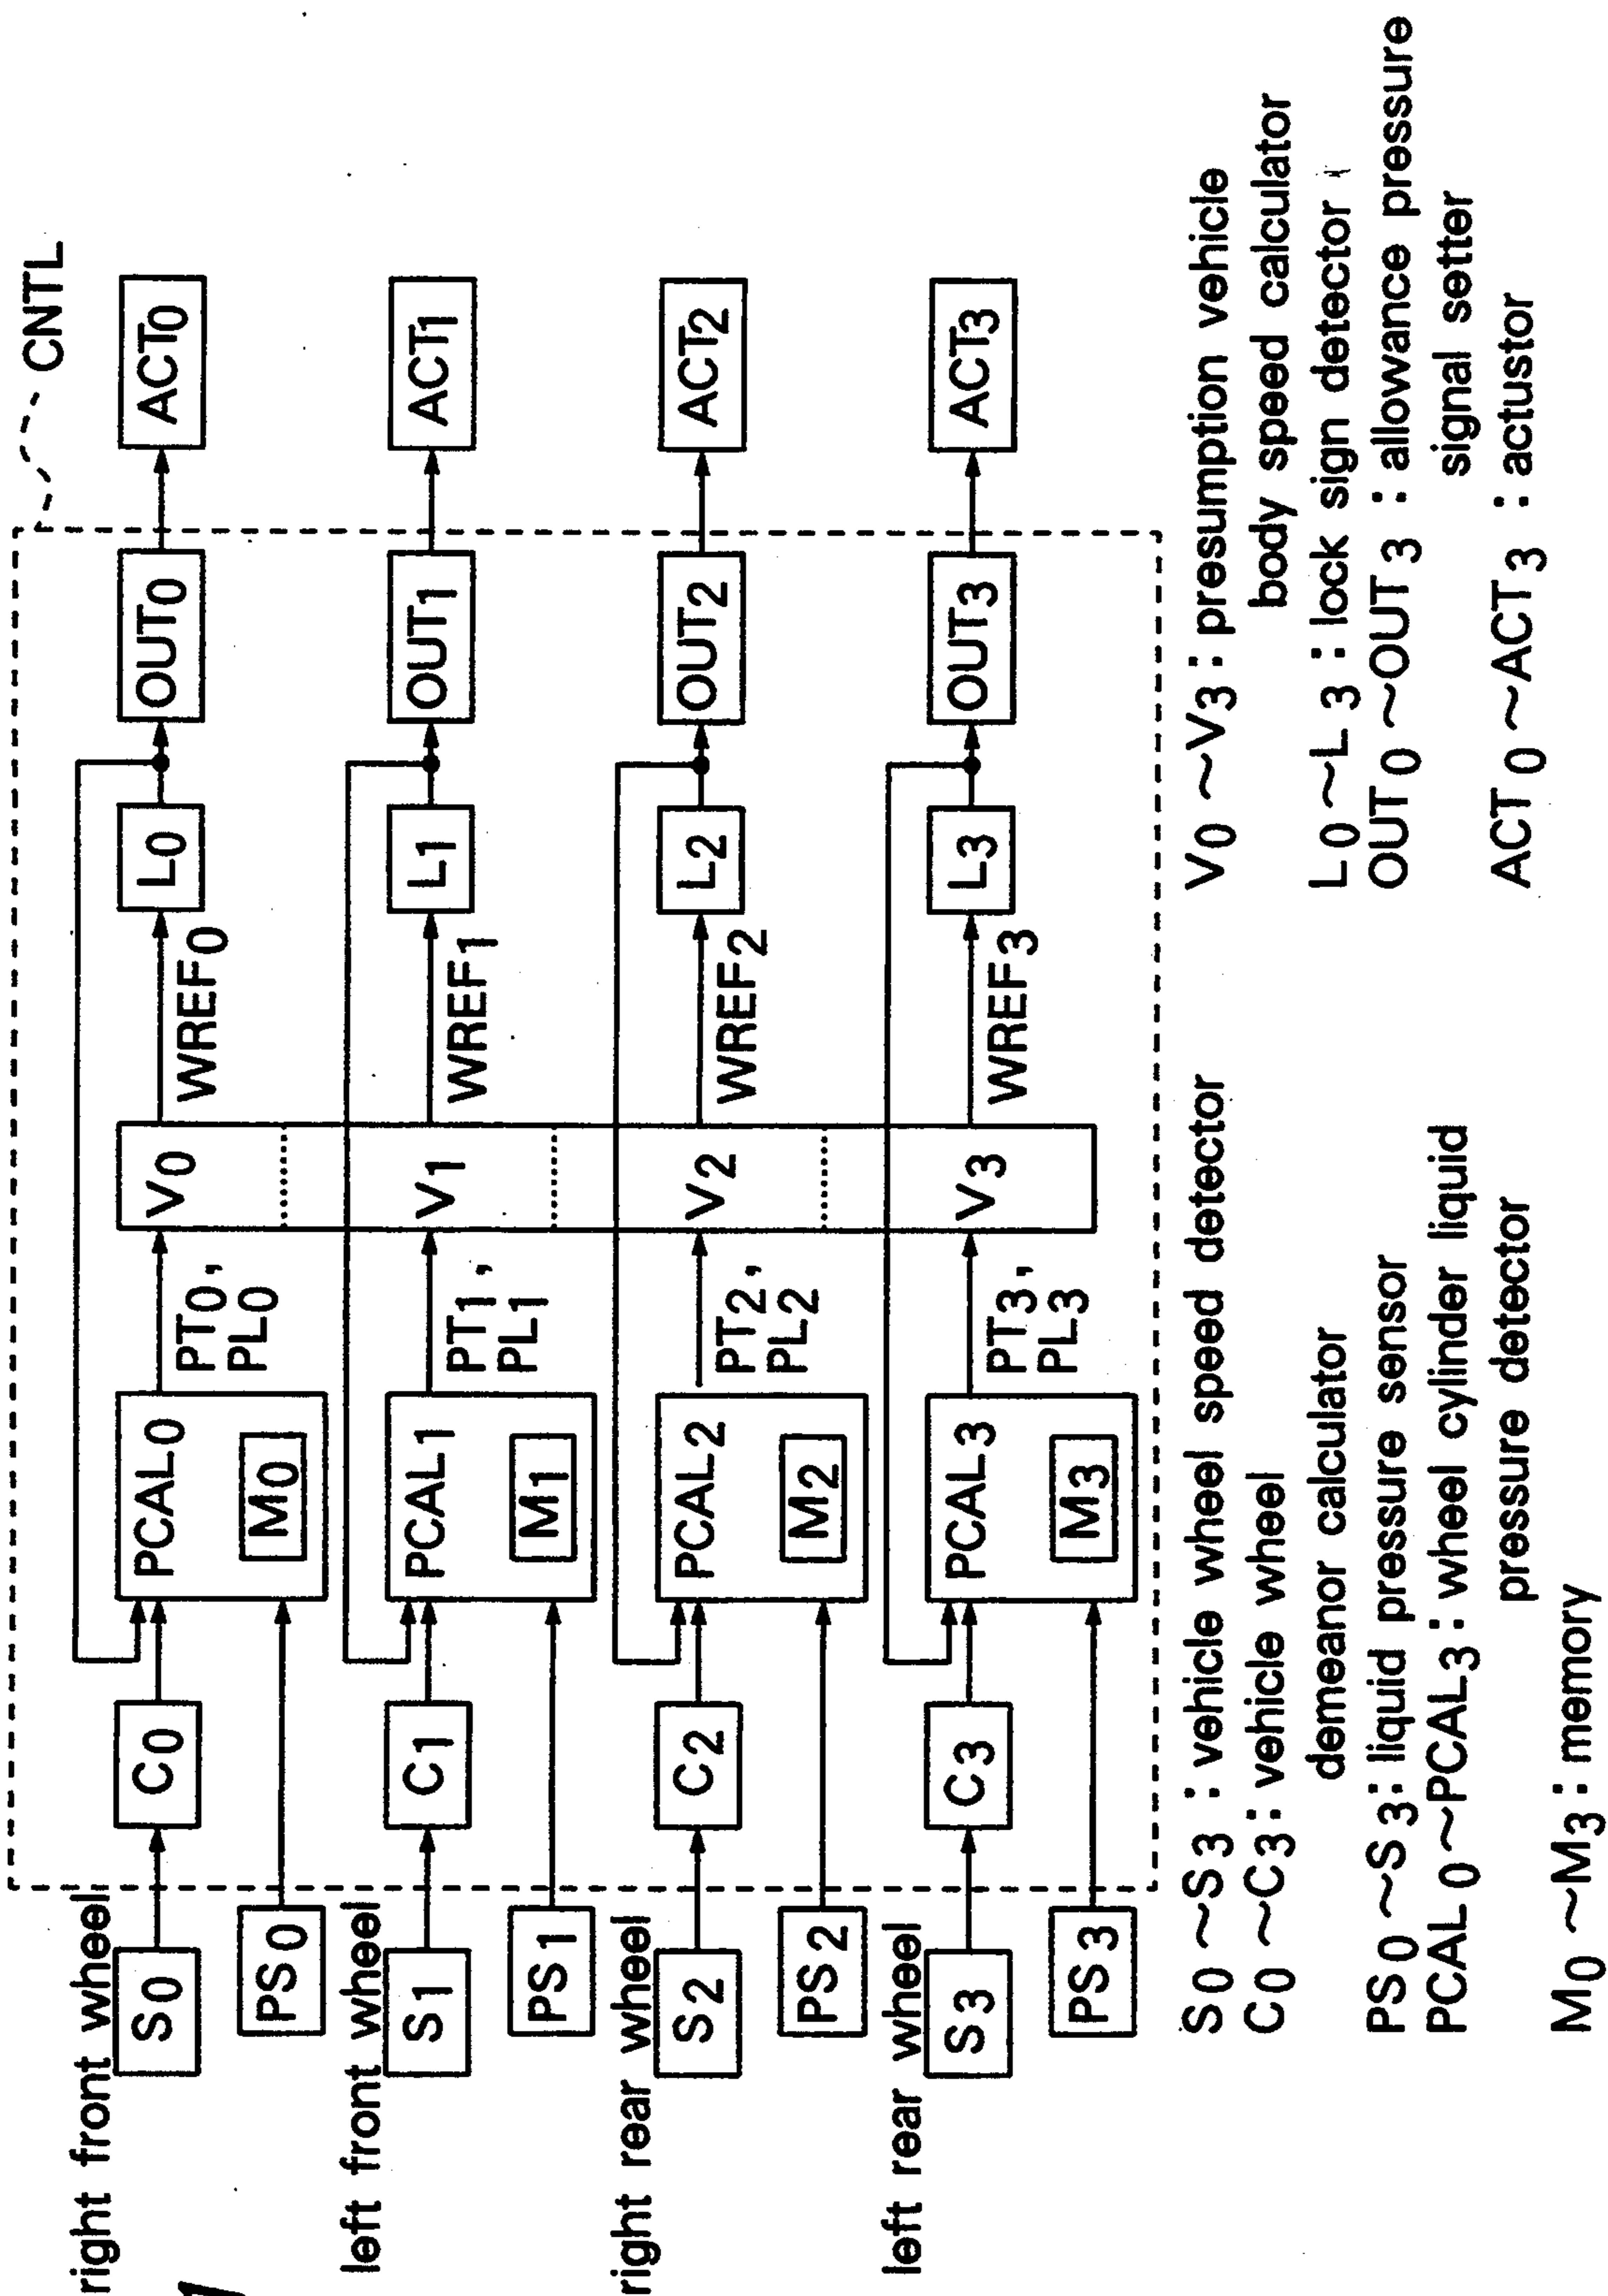 1
CNTL
right front wheel
S0
C0
PCAL0
M0
PT0,
PL0
V0
WREF0
L0
OUT0
ACT0
PS0
left front wheel
S1
C1
PCAL1
M1
PT1,
PL1
V1
WREF1
L1
OUT1
ACT1
PS1
right rear wheel
S2
C2
PCAL2
M2
PT2,
PL2
V2
WREF2
L2
OUT2
ACT2
PS2
left rear wheel
S3
C3
PCAL3
M3
PT3,
PL3
V3
WREF3
L3
OUT3
ACT3
PS3
S0~S3 : vehicle wheel speed detector
C0~C3 : vehicle wheel
demeanor calculator
PS0~S3 : liquid pressure sensor
PCAL0~PCAL3 : wheel cylinder liquid
pressure detector
M0~M3 : memory
V0~V3 : presumption vehicle
body speed calculator
L0~L3 : lock sign detector
OUT0~OUT3 : allowance pressure
signal setter
ACT0~ACT3 : actustor